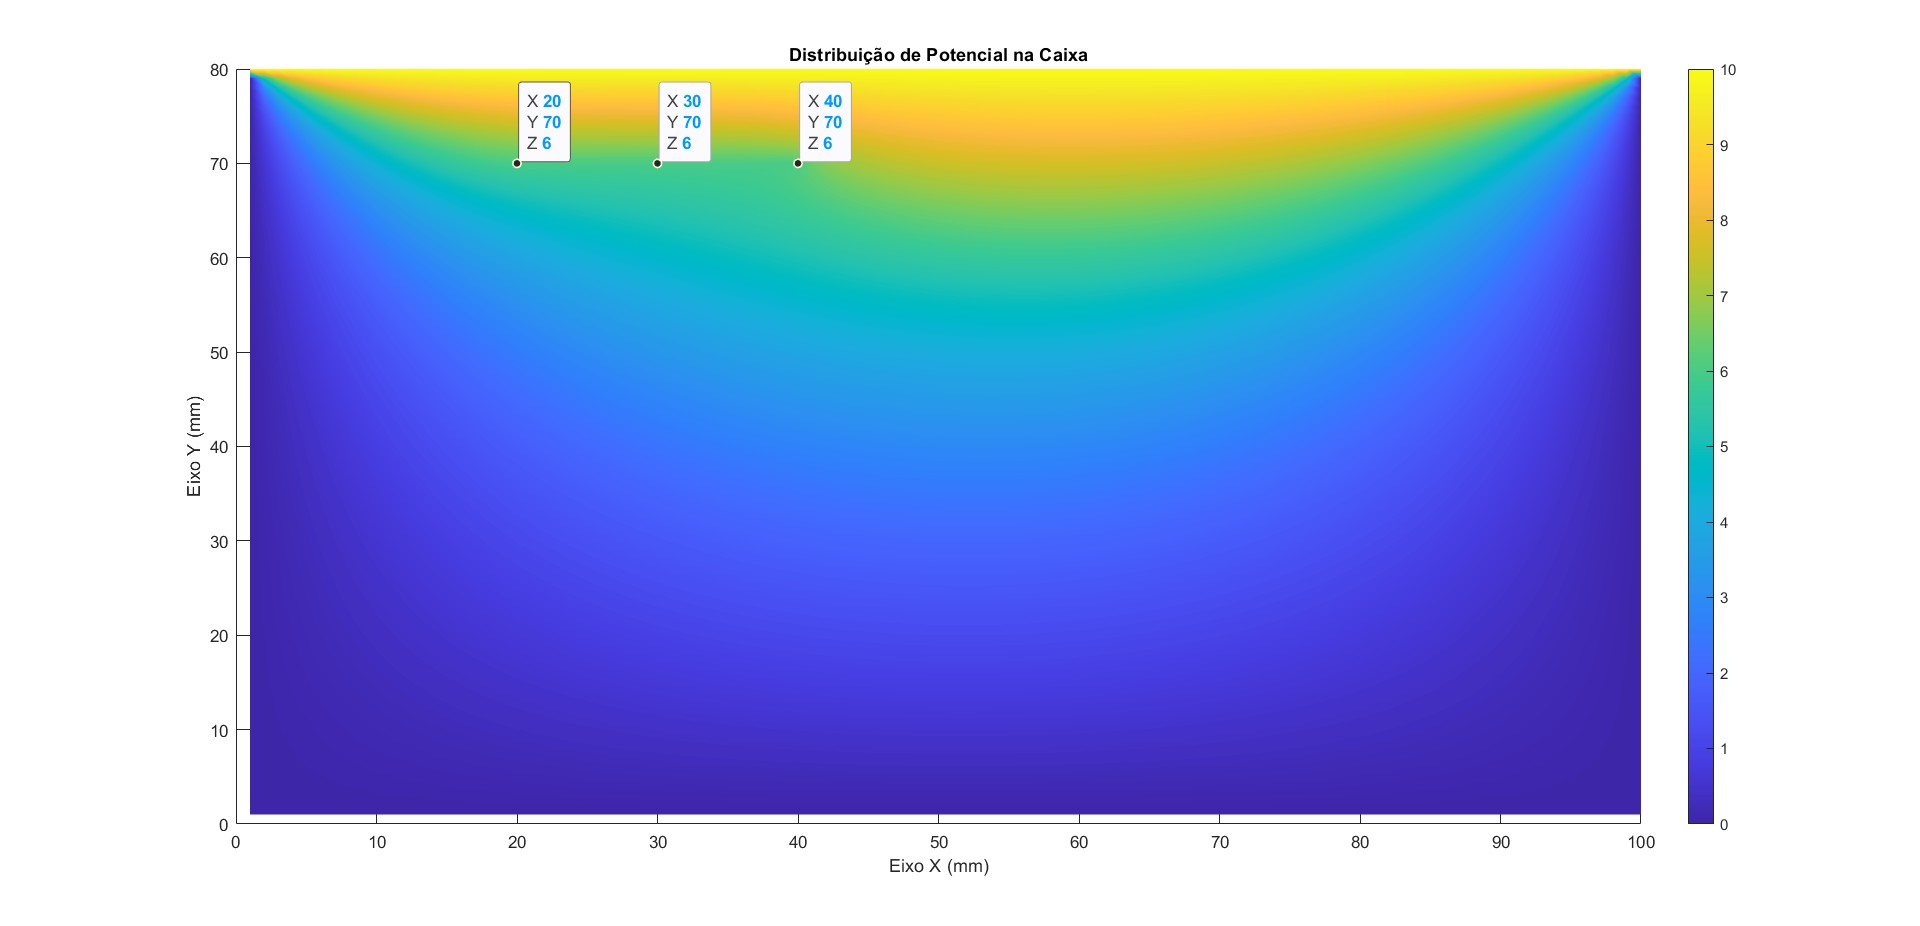 Distribuição de Potencial na Caixa
X 20
Y 70
Z 6
X 30
Y 70
Z 6
X 40
Y 70
Z 6
80
70
60
50
40
30
20
10
0
Eixo Y (mm)
0 10 20 30 40 50 60 70 80 90 100
Eixo X (mm)
10
9
8
7
6
5
4
3
2
1
0